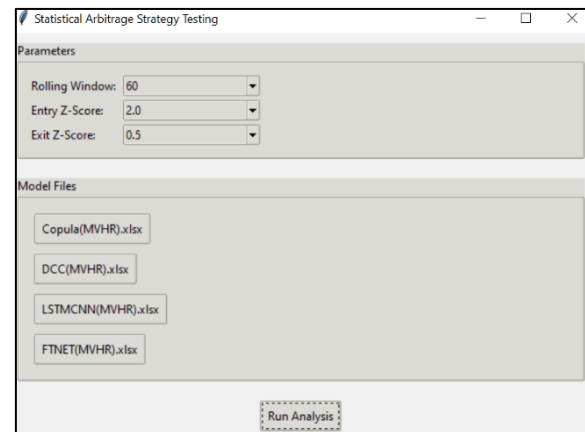 Statistical Arbitrage Strategy Testing
Parameters
Rolling Window: 60
Entry Z-Score: 2.0
Exit Z-Score: 0.5
Model Files
Copula(MVHR).xlsx
DCC(MVHR).xlsx
LSTMCNN(MVHR).xlsx
FTNET(MVHR).xlsx
Run Analysis